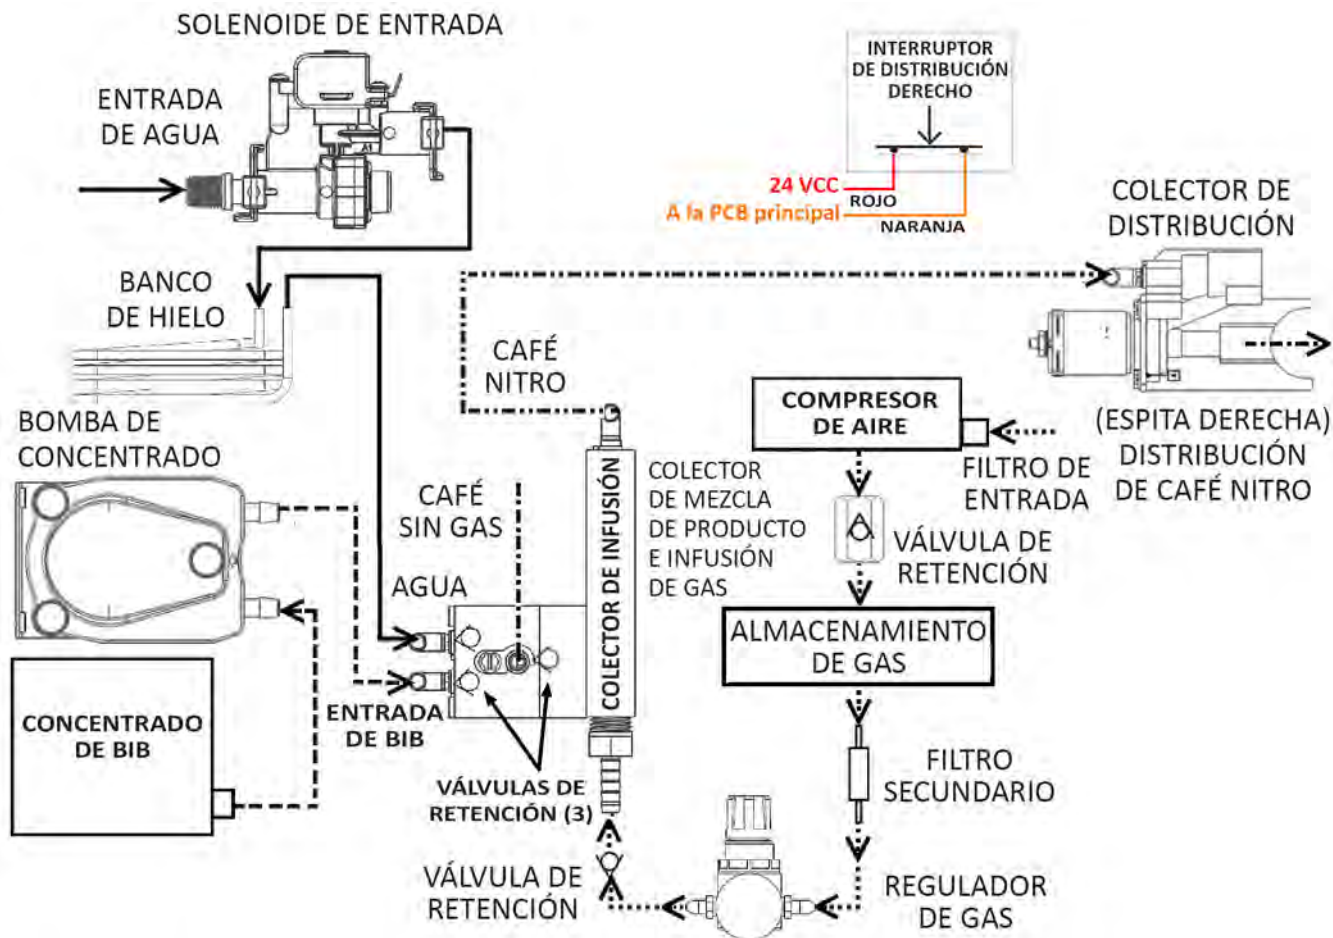 SOLENOIDE DE ENTRADA
ENTRADA
DE AGUA
INTERRUPTOR
DE DISTRIBUCIÓN
DERECHO
24 VCC
ROJO
A la PCB principal
NARANJA
COLECTOR DE
DISTRIBUCIÓN
BANCO
DE HIELO
CAFÉ
NITRO
COMPRESOR
DE AIRE
(ESPITA DERECHA)
DISTRIBUCIÓN
DE CAFÉ NITRO
FILTRO DE
ENTRADA
BOMBA DE
CONCENTRADO
CAFÉ
SIN GAS
COLECTOR DE INFUSIÓN
COLECTOR
DE MEZCLA
DE PRODUCTO
E INFUSIÓN
DE GAS
VÁLVULA DE
RETENCIÓN
AGUA
ALMACENAMIENTO
DE GAS
CONCENTRADO
DE BIB
ENTRADA
DE BIB
VÁLVULAS DE
RETENCIÓN (3)
FILTRO
SECUNDARIO
VÁLVULA DE
RETENCIÓN
REGULADOR
DE GAS